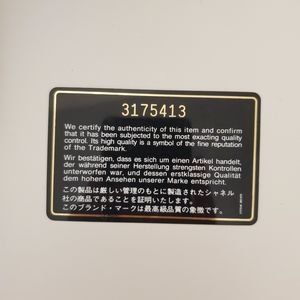 3175413
We certify the authenticity of this item and confirm
that it has been subjected to the most exacting quality
control. Its high quality is a symbol of the fine reputation
of the Trademark.
Wir bestätigen, dass es sich um einen Artikel handelt,
der während seiner Herstellung strengsten Kontrollen
unterworfen war, und dessen erstklassige Qualität
dem hohen Ansehen unserer Marke entspricht.
この製品は厳しい管理のもとに製造されたシャネル
社の商品であることを証明いたします。
このブランド・マークは最高級品質の象徴です。